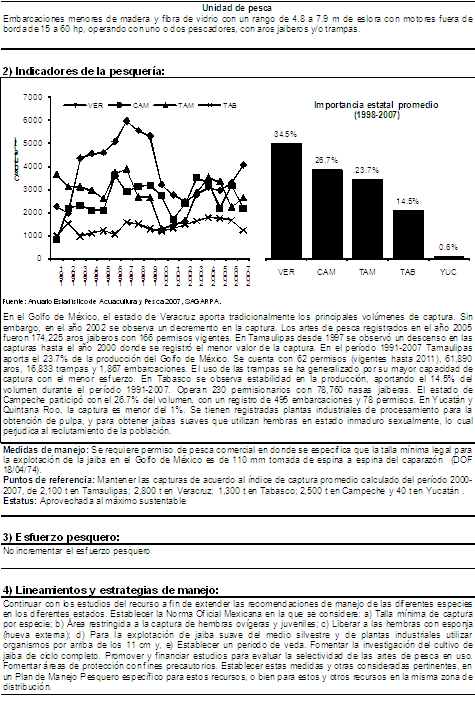 Unidad de pesca
Embarcaciones menores de madera y fibra de vidrio con un rango de 4.8 a 7.9 m de eslora con motores fuera de
borda de 15 a 60 hp, operando con uno o dos pescadores, con aros jaiberos y/o trampas.
2) Indicadores de la pesquería:
7000
6000
5000
4000
3000
2000
1000
0
VER CAM TAM TAB
Importancia estatal promedio
(1998-2007)
34.5%
26.7%
23.7%
14.5%
0.6%
VER CAM TAM TAB YUC
Fuente: Anuario Estadístico de Acuacultura y Pesca 2007, SAGARPA.
En el Golfo de México, el estado de Veracruz aporta tradicionalmente los principales volúmenes de captura. Sin
embargo, en el año 2002 se observa un decremento en la captura. Los artes de pesca registrados en el año 2005
fueron 174,225 aros jaiberos con 166 permisos vigentes. En Tamaulipas desde 1997 se observó un descenso en las
capturas hasta el año 2000 donde se registró el menor valor de la captura. En el período 1991-2007 Tamaulipas
aporta el 23.7% de la producción del Golfo de México. Se cuenta con 62 permisos (vigentes hasta 2011), 61,890
aros, 16,833 trampas y 1,867 embarcaciones. El uso de las trampas se ha generalizado por su mayor capacidad de
captura con el menor esfuerzo. En Tabasco se observa estabilidad en la producción, aportando el 14.5% del
volumen durante el período 1991-2007. Operan 230 permisionarios con 78,760 nasas jaiberas. El estado de
Campeche participó con el 26.7% del volumen, con un registro de 495 embarcaciones y 78 permisos. En Yucatán y
Quintana Roo, la captura es menor del 1%. Se tienen registradas plantas industriales de procesamiento para la
obtención de pulpa, y para obtener jaibas suaves que utilizan hembras en estado inmaduro sexualmente, lo cual
perjudica al reclutamiento de la población.
Medidas de manejo: Se requiere permiso de pesca comercial en donde se especifica que la talla mínima legal para
la explotación de la jaiba en el Golfo de México es de 110 mm tomada de espina a espina del caparazón (DOF
18/04/74).
Puntos de referencia: Mantener las capturas de acuerdo al índice de captura promedio calculado del período 2000-
2007, de 2,100 t en Tamaulipas; 2,800 t en Veracruz; 1,300 t en Tabasco; 2,500 t en Campeche y 40 t en Yucatán .
Estatus: Aprovechada al máximo sustentable.
3) Esfuerzo pesquero:
No incrementar el esfuerzo pesquero
4) Lineamientos y estrategias de manejo:
Continuar con los estudios del recurso a fin de extender las recomendaciones de manejo de las diferentes especies
en los diferentes estados. Establecer la Norma Oficial Mexicana en la que se considere: a) Talla mínima de captura
por especie; b) Área restringida a la captura de hembras ovígeras y juveniles; c) Liberar a las hembras con esponja
(hueva externa); d) Para la explotación de jaiba suave del medio silvestre y de plantas industriales utilizar
organismos por arriba de los 11 cm y, e) Establecer un periodo de veda. Fomentar la investigación del cultivo de
jaiba de ciclo completo. Promover y financiar estudios para evaluar la selectividad de las artes de pesca en uso.
Fomentar áreas de protección con fines precautorios. Establecer estas medidas y otras consideradas pertinentes, en
un Plan de Manejo Pesquero específico para estos recursos, o bien para estos y otros recursos en la misma zona de
distribución.